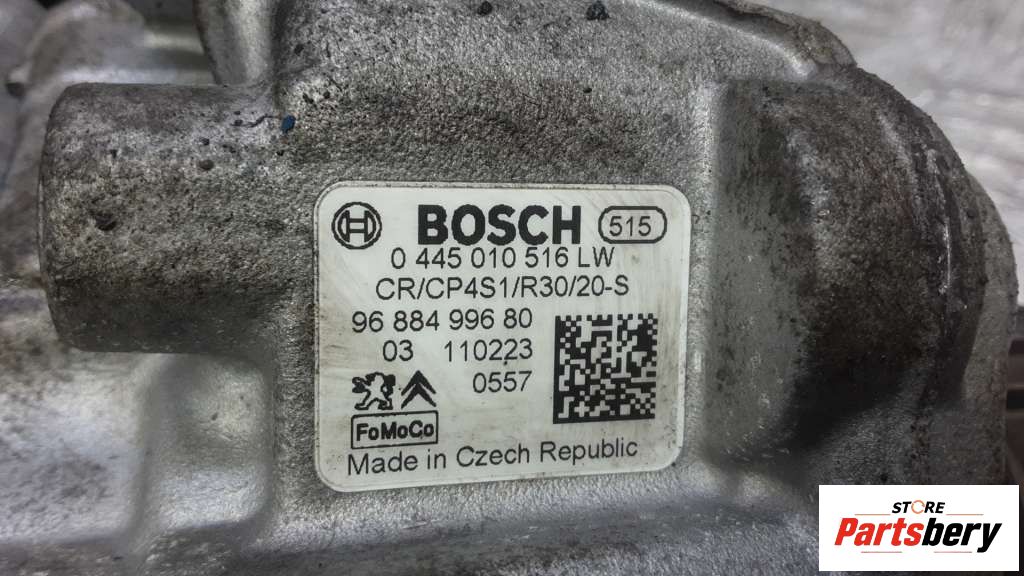 BOSCH 515
0 445 010 516 LW
CR/CP4S1/R30/20-S
96 884 996 80
03 110223
0557
FoMoCo
Made in Czech Republic
STORE
Partsbery